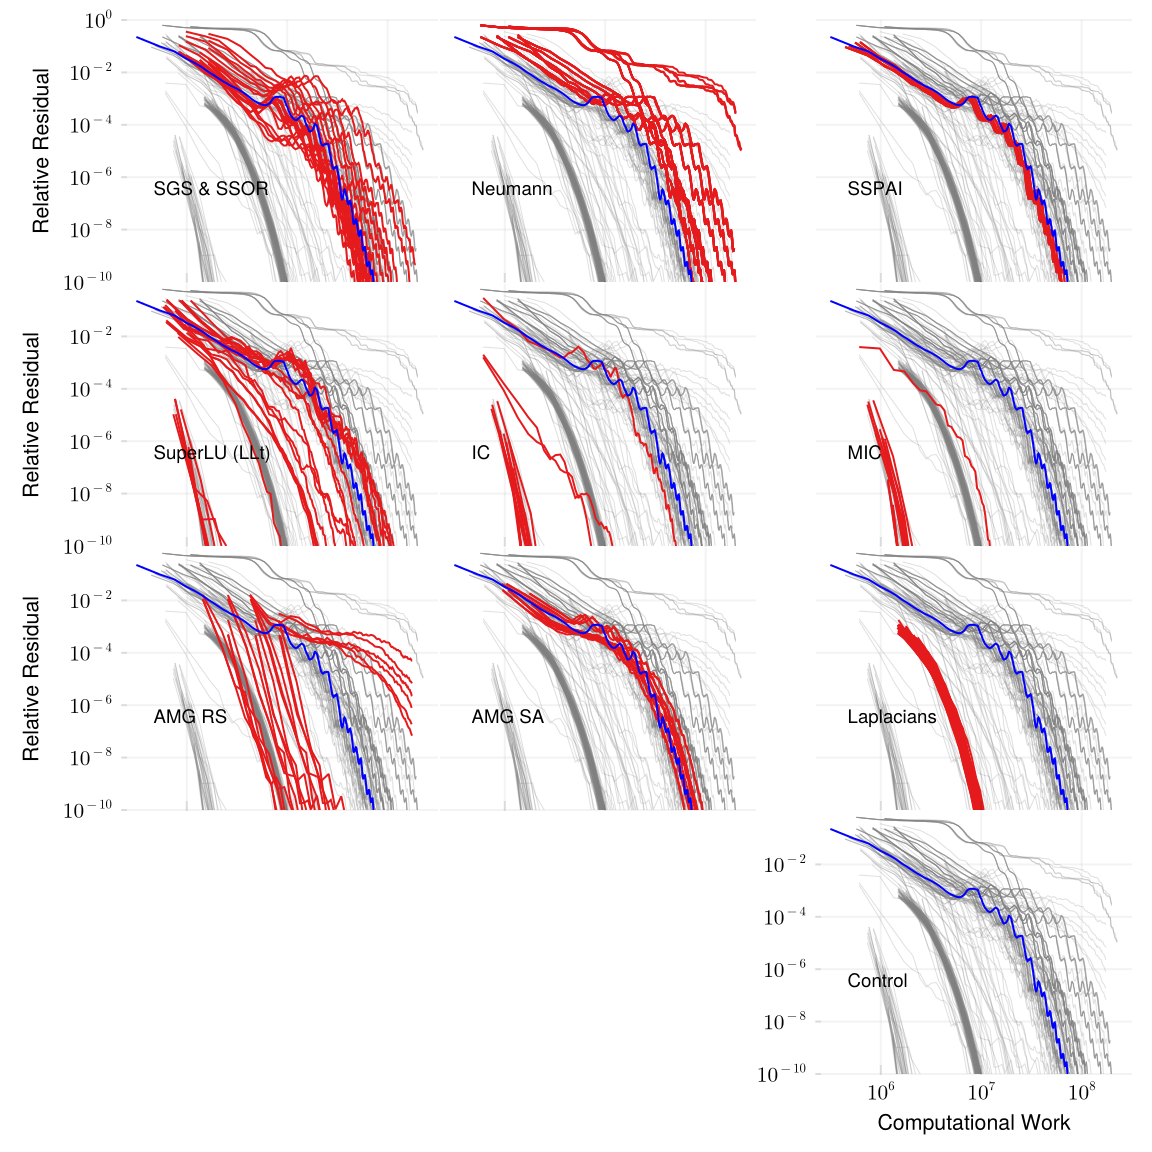 Relative Residual
10^0
10^−2
10^−4
10^−6
10^−8
10^−10
SGS & SSOR
Neumann
SSPAI
Relative Residual
10^−2
10^−4
10^−6
10^−8
10^−10
SuperLU (LLt)
IC
MIC
Relative Residual
10^−2
10^−4
10^−6
10^−8
10^−10
AMG RS
AMG SA
Laplacians
10^−2
10^−4
10^−6
10^−8
10^−10
Control
10^6 10^7 10^8
Computational Work